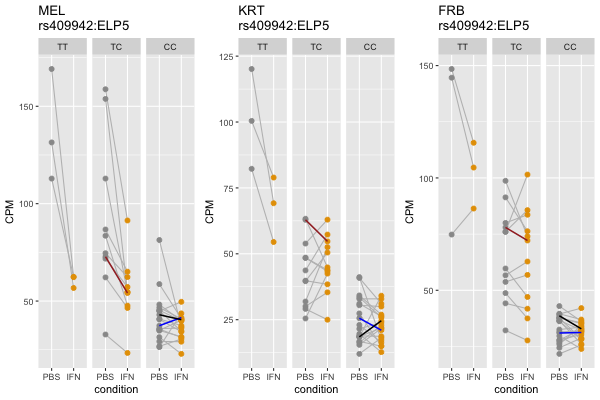 MEL
rs409942:ELP5
TT TC CC
CPM
150
100
50
PBS IFN PBS IFN PBS IFN
condition
KRT
rs409942:ELP5
TT TC CC
CPM
125
100
75
50
25
PBS IFN PBS IFN PBS IFN
condition
FRB
rs409942:ELP5
TT TC CC
CPM
150
100
50
PBS IFN PBS IFN PBS IFN
condition